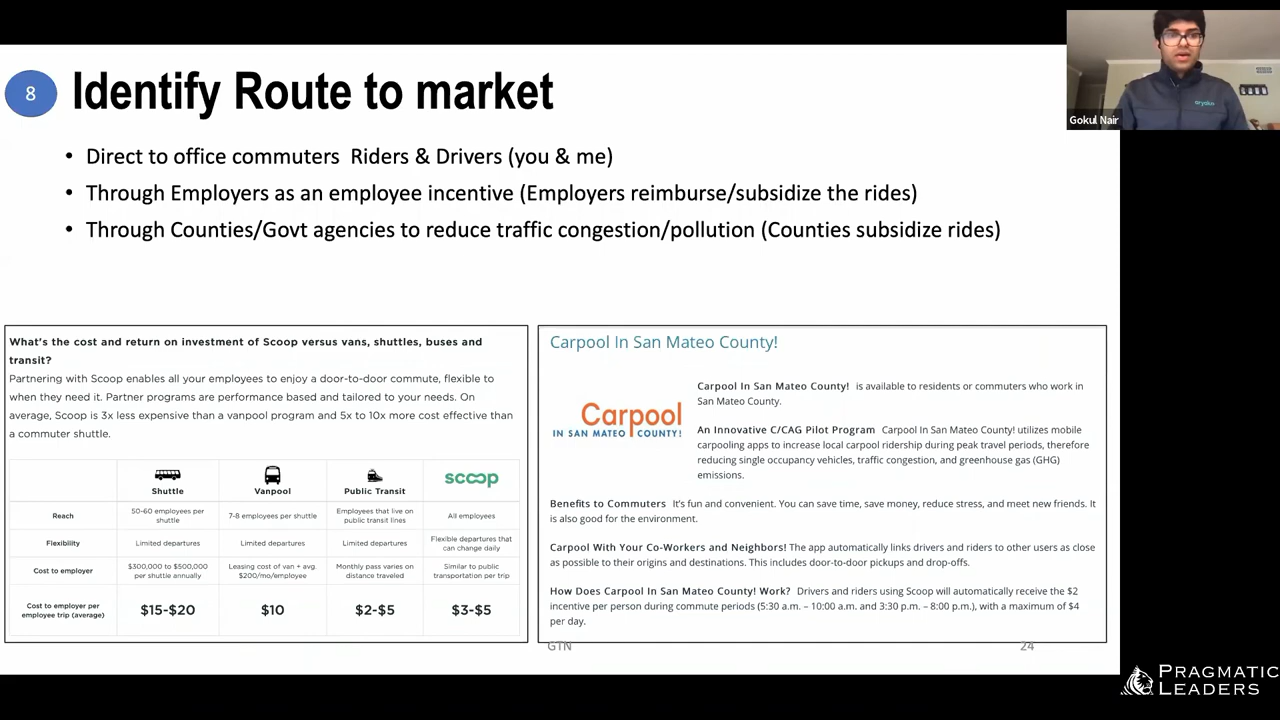 8
Identify Route to market
• Direct to office commuters Riders & Drivers (you & me)
• Through Employers as an employee incentive (Employers reimburse/subsidize the rides)
• Through Counties/Govt agencies to reduce traffic congestion/pollution (Counties subsidize rides)
What's the cost and return on investment of Scoop versus vans, shuttles, buses and
transit?
Partnering with Scoop enables all your employees to enjoy a door-to-door commute, flexible to
when they need it. Partner programs are performance based and tailored to your needs. On
average, Scoop is 3x less expensive than a vanpool program and 5x to 10x more cost effective than
a commuter shuttle.
Shuttle Vanpool Public Transit scoop
Reach
50-60 employees per
shuttle
7-8 employees per shuttle
Employees that live on
public transit lines
All employees
Flexibility
Limited departures
Limited departures
Limited departures
Flexible departures that
can change daily
Cost to employer
$300,000 to $500,000
per shuttle annually
Leasing cost of van + avg.
$200/mo/employee
Monthly pass varies on
distance traveled
Similar to public
transportation per trip
Cost to employer per
employee trip (average)
$15-$20
$10
$2-$5
$3-$5
Carpool In San Mateo County!
Carpool
IN SAN MATEO COUNTY!
Carpool In San Mateo County! is available to residents or commuters who work in
San Mateo County.
An Innovative C/CAG Pilot Program Carpool In San Mateo County! utilizes mobile
carpooling apps to increase local carpool ridership during peak travel periods, therefore
reducing single occupancy vehicles, traffic congestion, and greenhouse gas (GHG)
emissions.
Benefits to Commuters It's fun and convenient. You can save time, save money, reduce stress, and meet new friends. It
is also good for the environment.
Carpool With Your Co-Workers and Neighbors! The app automatically links drivers and riders to other users as close
as possible to their origins and destinations. This includes door-to-door pickups and drop-offs.
How Does Carpool In San Mateo County! Work? Drivers and riders using Scoop will automatically receive the $2
incentive per person during commute periods (5:30 a.m. – 10:00 a.m. and 3:30 p.m. – 8:00 p.m.), with a maximum of $4
per day.
GTN
24
aryaka
Gokul Nair
PRAGMATIC
LEADERS